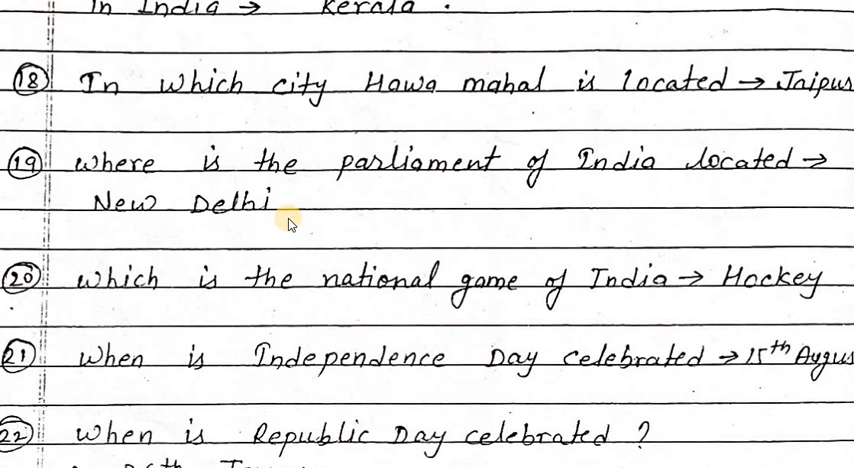 In India → Kerala .
(18) In which city Hawa mahal is located → Jaipur
(19) where is the parliament of India located →
New Delhi
(20) which is the national game of India → Hockey
(21) when is Independence Day celebrated → 15th Augus
(22) when is Republic Day celebrated ?